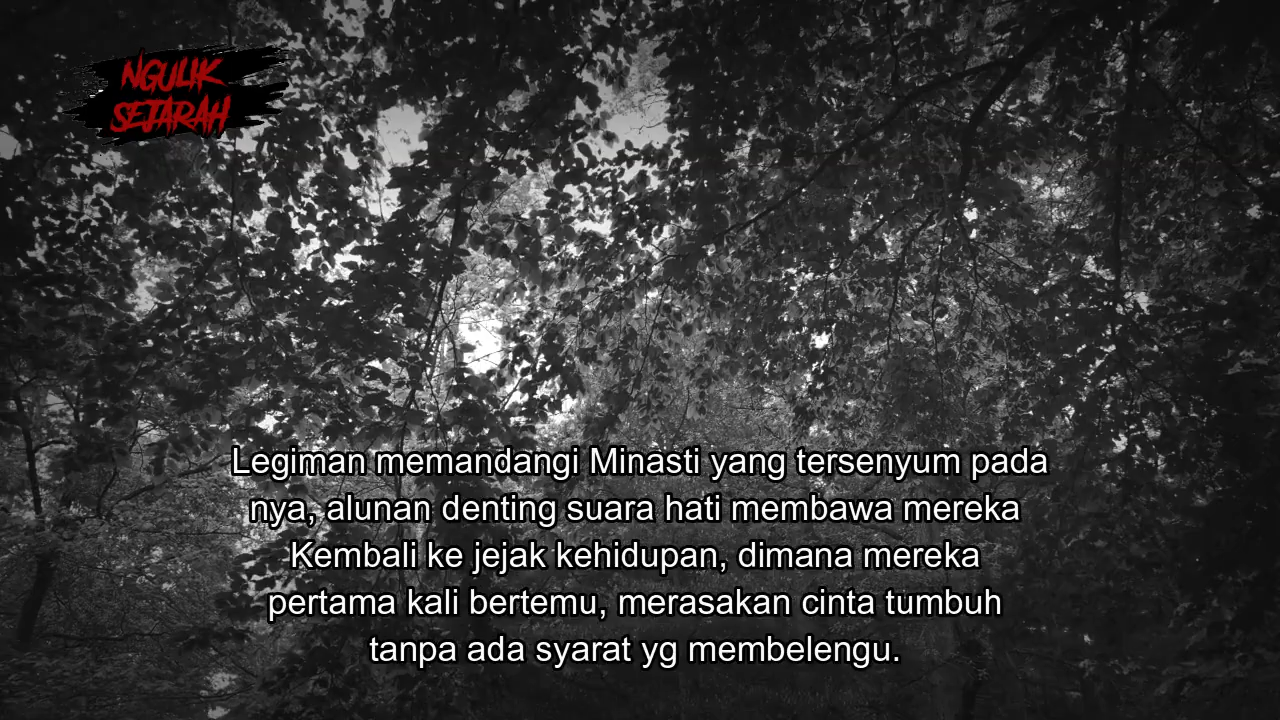 NGULIK
SEJARAH
Legiman memandangi Minasti yang tersenyum pada
nya, alunan denting suara hati membawa mereka
Kembali ke jejak kehidupan, dimana mereka
pertama kali bertemu, merasakan cinta tumbuh
tanpa ada syarat yg membelengu.